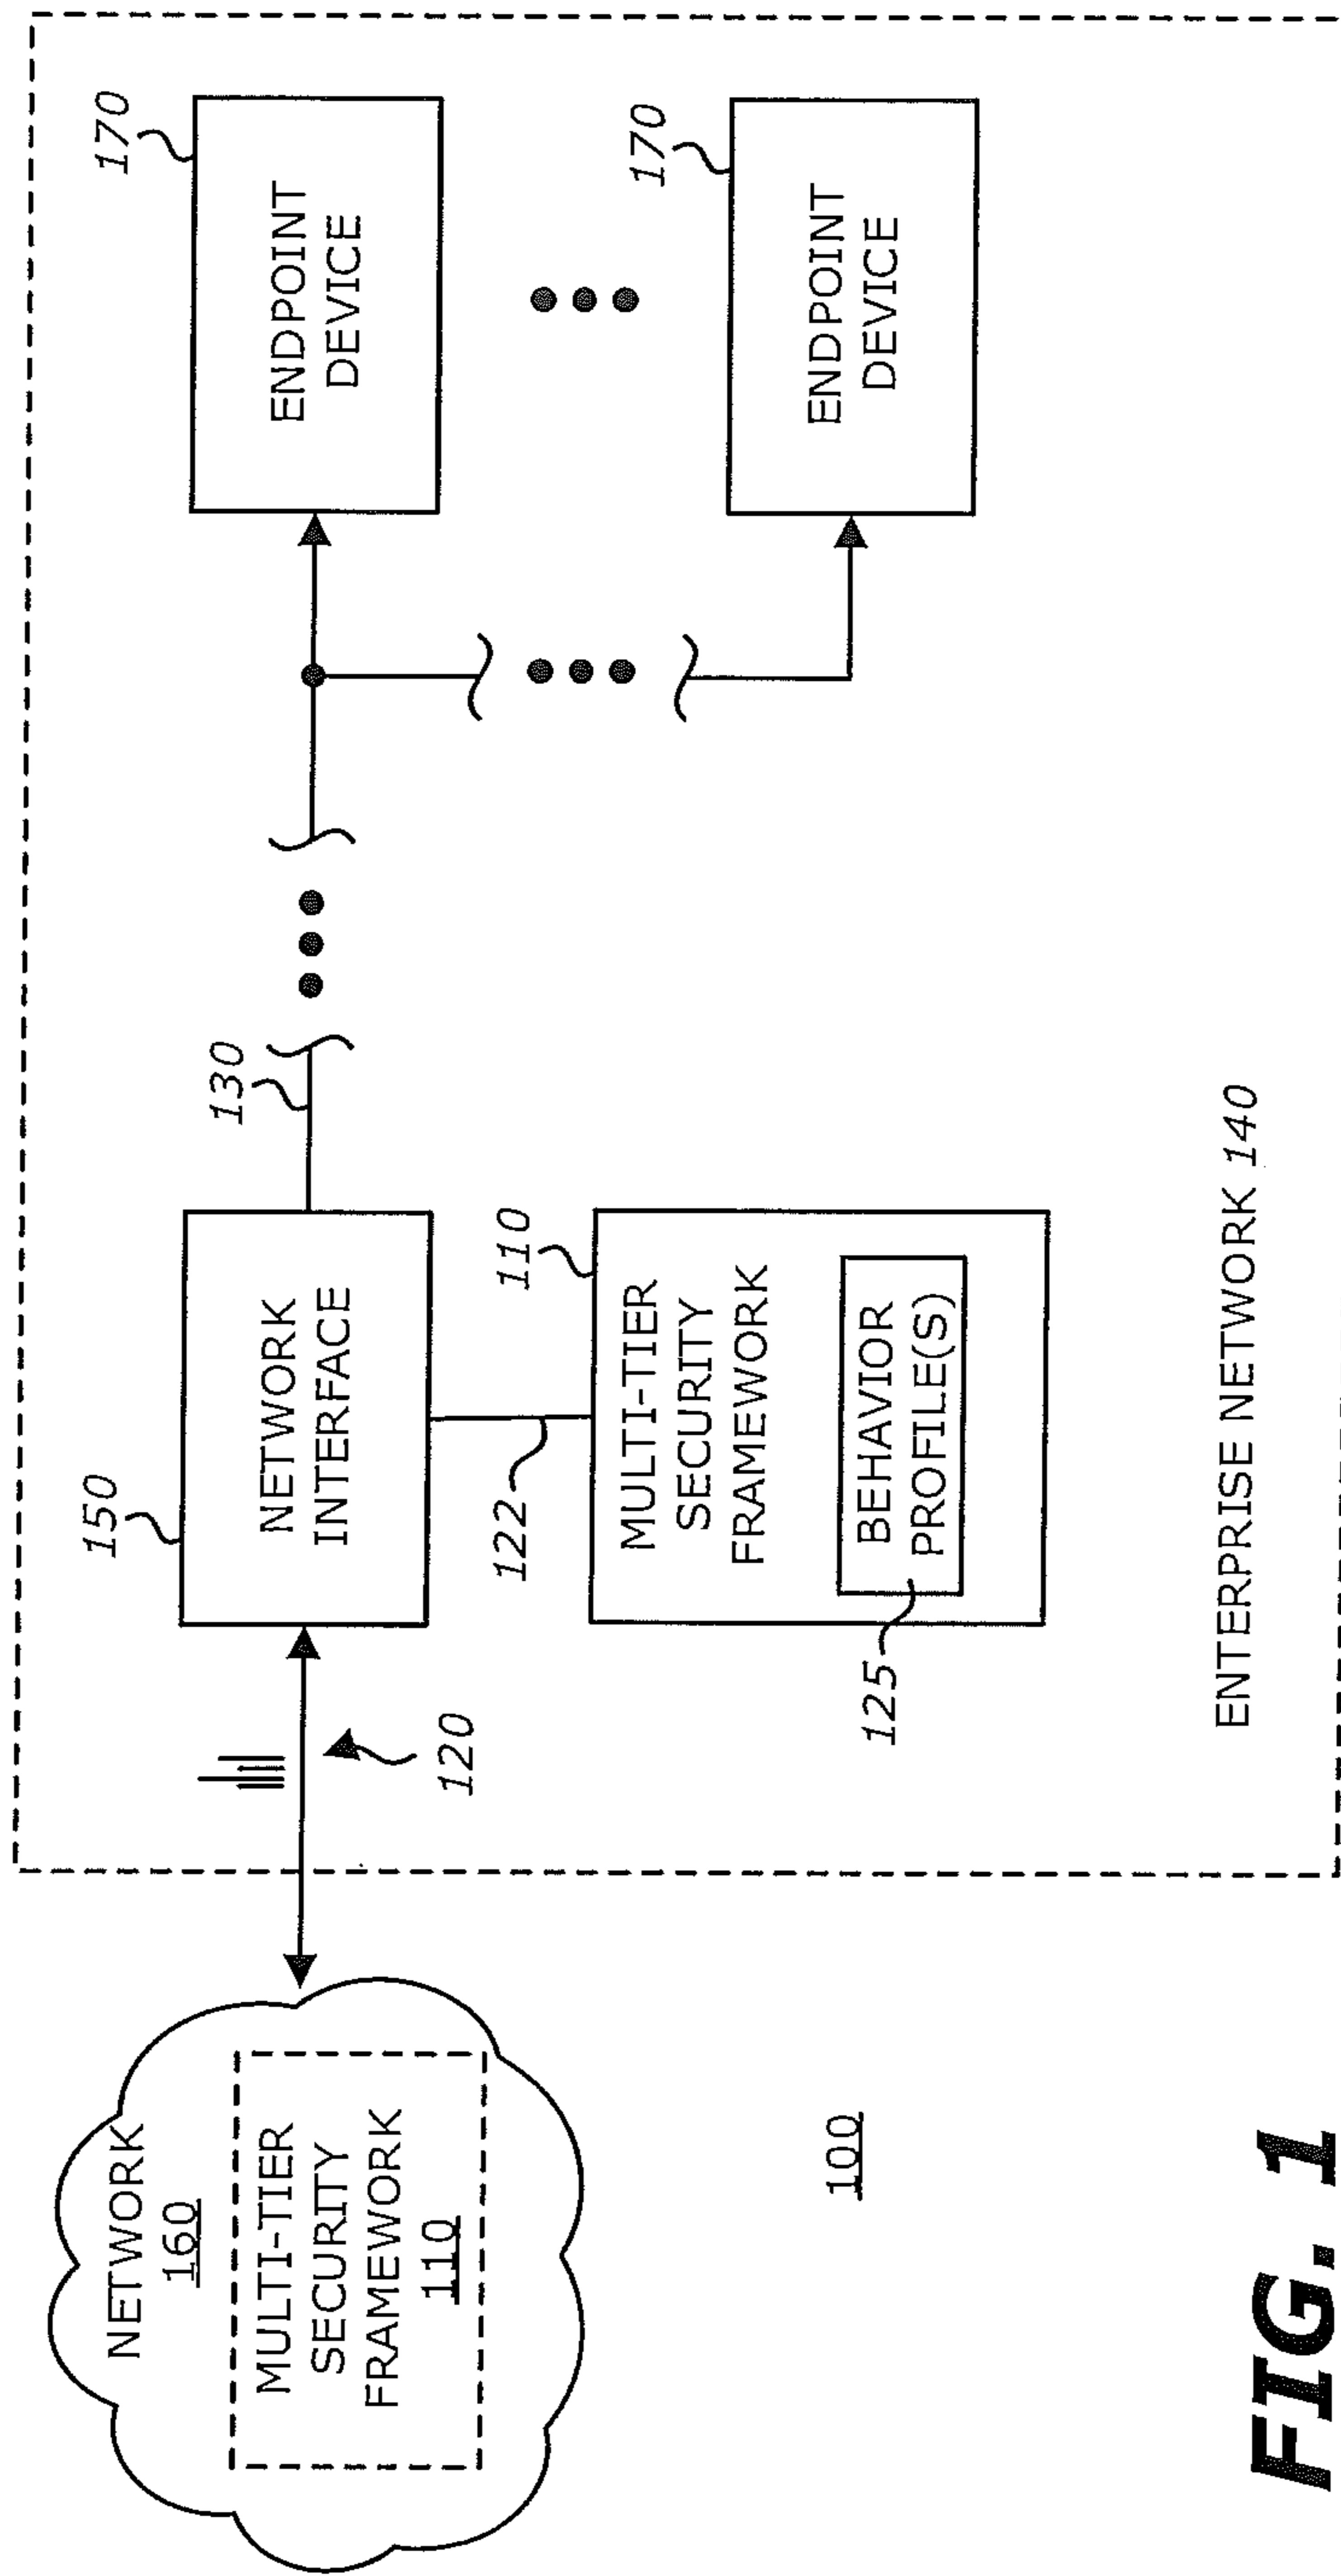 NETWORK
160
MULTI-TIER
SECURITY
FRAMEWORK
110
100
120
150
NETWORK
INTERFACE
122
110
MULTI-TIER
SECURITY
FRAMEWORK
BEHAVIOR
PROFILE(S)
125
130
170
ENDPOINT
DEVICE
170
ENDPOINT
DEVICE
ENTERPRISE NETWORK 140
FIG. 1